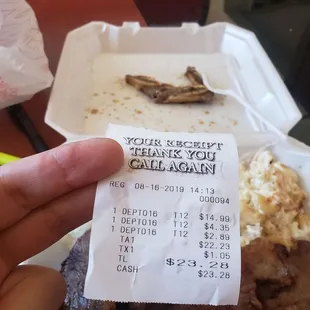 YOUR RECEIPT
THANK YOU
CALL AGAIN
REG 08-16-2019 14:13
000094
1 DEPT016 T12 $14.99
1 DEPT016 T12 $4.35
1 DEPT016 T12 $2.89
TA1 $22.23
TX1 $1.05
TL $23.28
CASH $23.28